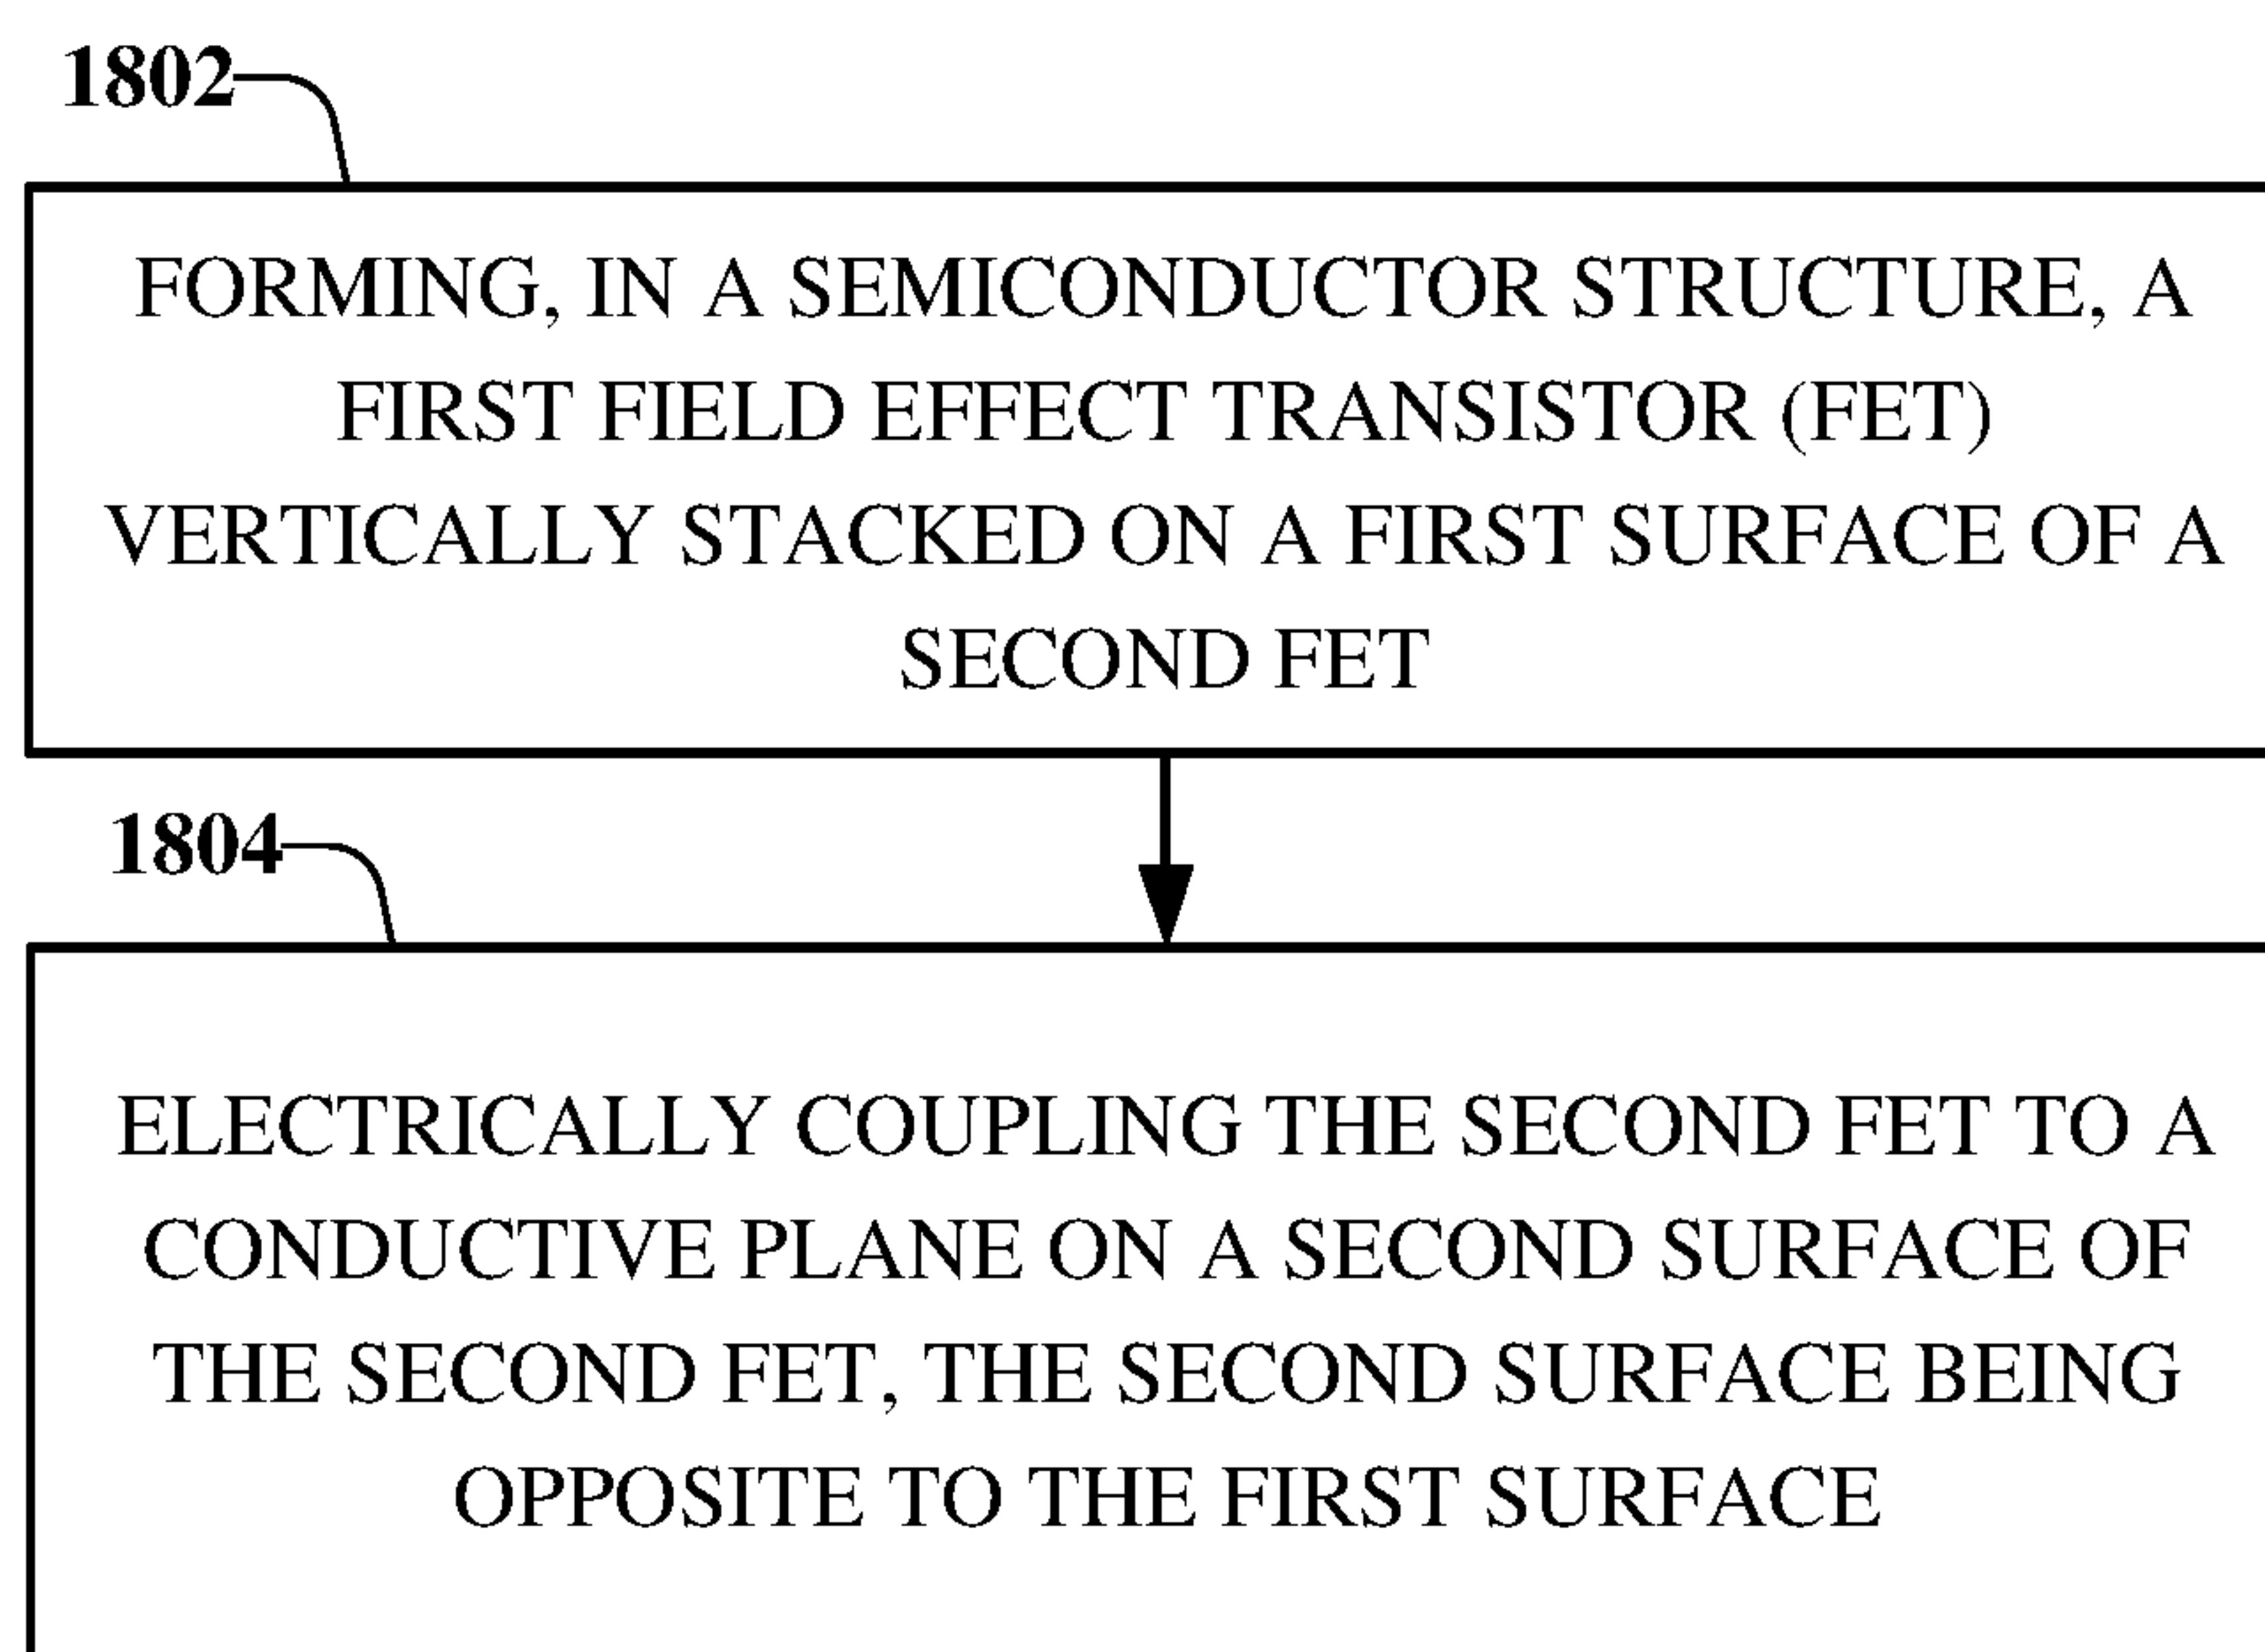 1802
FORMING, IN A SEMICONDUCTOR STRUCTURE, A
FIRST FIELD EFFECT TRANSISTOR (FET)
VERTICALLY STACKED ON A FIRST SURFACE OF A
SECOND FET
1804
ELECTRICALLY COUPLING THE SECOND FET TO A
CONDUCTIVE PLANE ON A SECOND SURFACE OF
THE SECOND FET, THE SECOND SURFACE BEING
OPPOSITE TO THE FIRST SURFACE